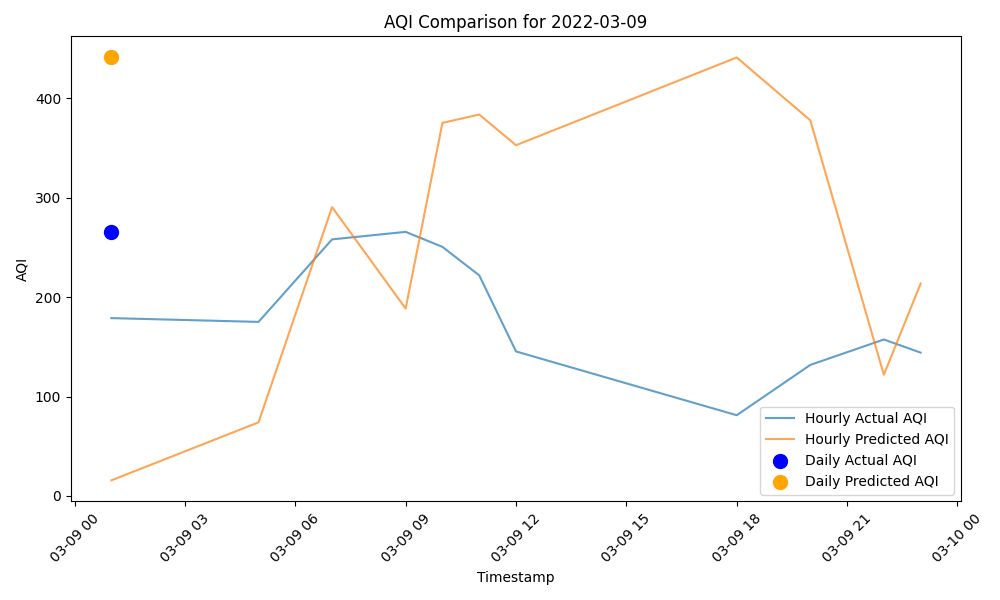 AQI Comparison for 2022-03-09
AQI
400
300
200
100
0
Hourly Actual AQI
Hourly Predicted AQI
Daily Actual AQI
Daily Predicted AQI
03-09 00
03-09 03
03-09 06
03-09 09
03-09 12
03-09 15
03-09 18
03-09 21
03-10 00
Timestamp